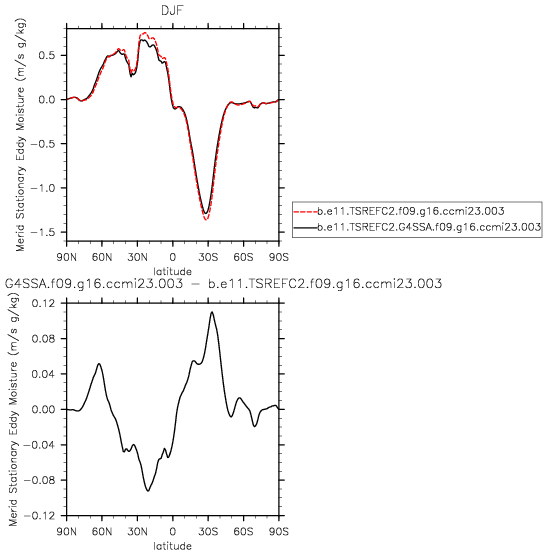 DJF
Merid Stationary Eddy Moisture (m/s g/kg)
0.5
0.0
-0.5
-1.0
-1.5
90N 60N 30N 0 30S 60S 90S
latitude
b.e11.TSREFC2.f09.g16.ccmi23.003
b.e11.TSREFC2.G4SSA.f09.g16.ccmi23.003
G4SSA.f09.g16.ccmi23.003 - b.e11.TSREFC2.f09.g16.ccmi23.003
Merid Stationary Eddy Moisture (m/s g/kg)
0.12
0.08
0.04
0.00
-0.04
-0.08
-0.12
90N 60N 30N 0 30S 60S 90S
latitude